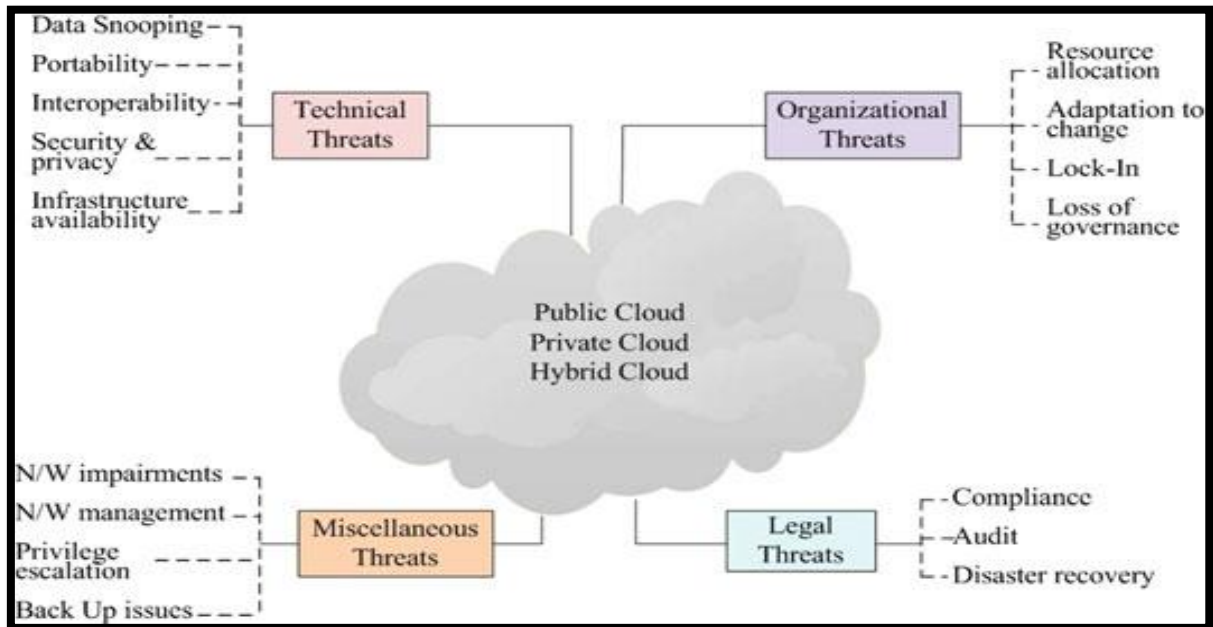 Data Snooping
Portability
Interoperability
Security &
privacy
Infrastructure
availability
Technical
Threats
Organizational
Threats
Resource
allocation
Adaptation to
change
Lock-In
Loss of
governance
Public Cloud
Private Cloud
Hybrid Cloud
N/W impairments
N/W management
Privilege
escalation
Back Up issues
Miscellaneous
Threats
Legal
Threats
Compliance
Audit
Disaster recovery